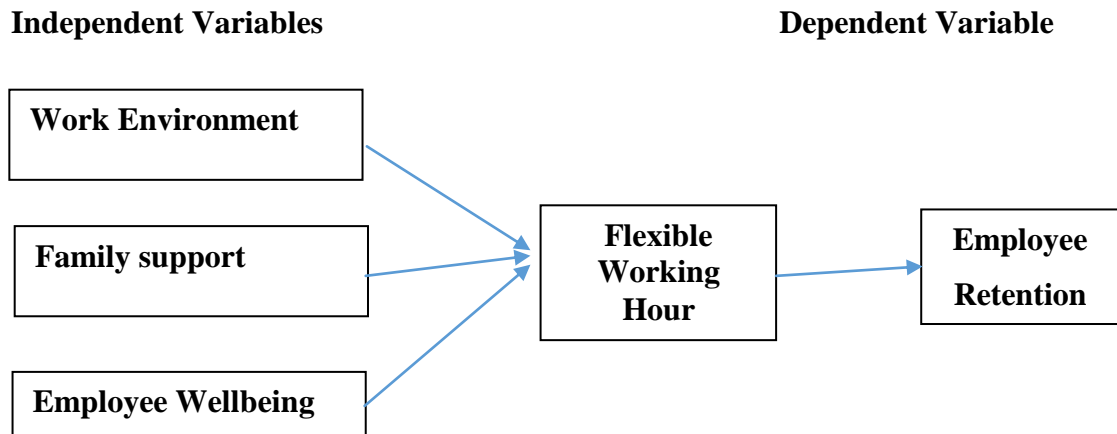 Independent Variables
Dependent Variable
Work Environment
Family support
Employee Wellbeing
Flexible
Working
Hour
Employee
Retention